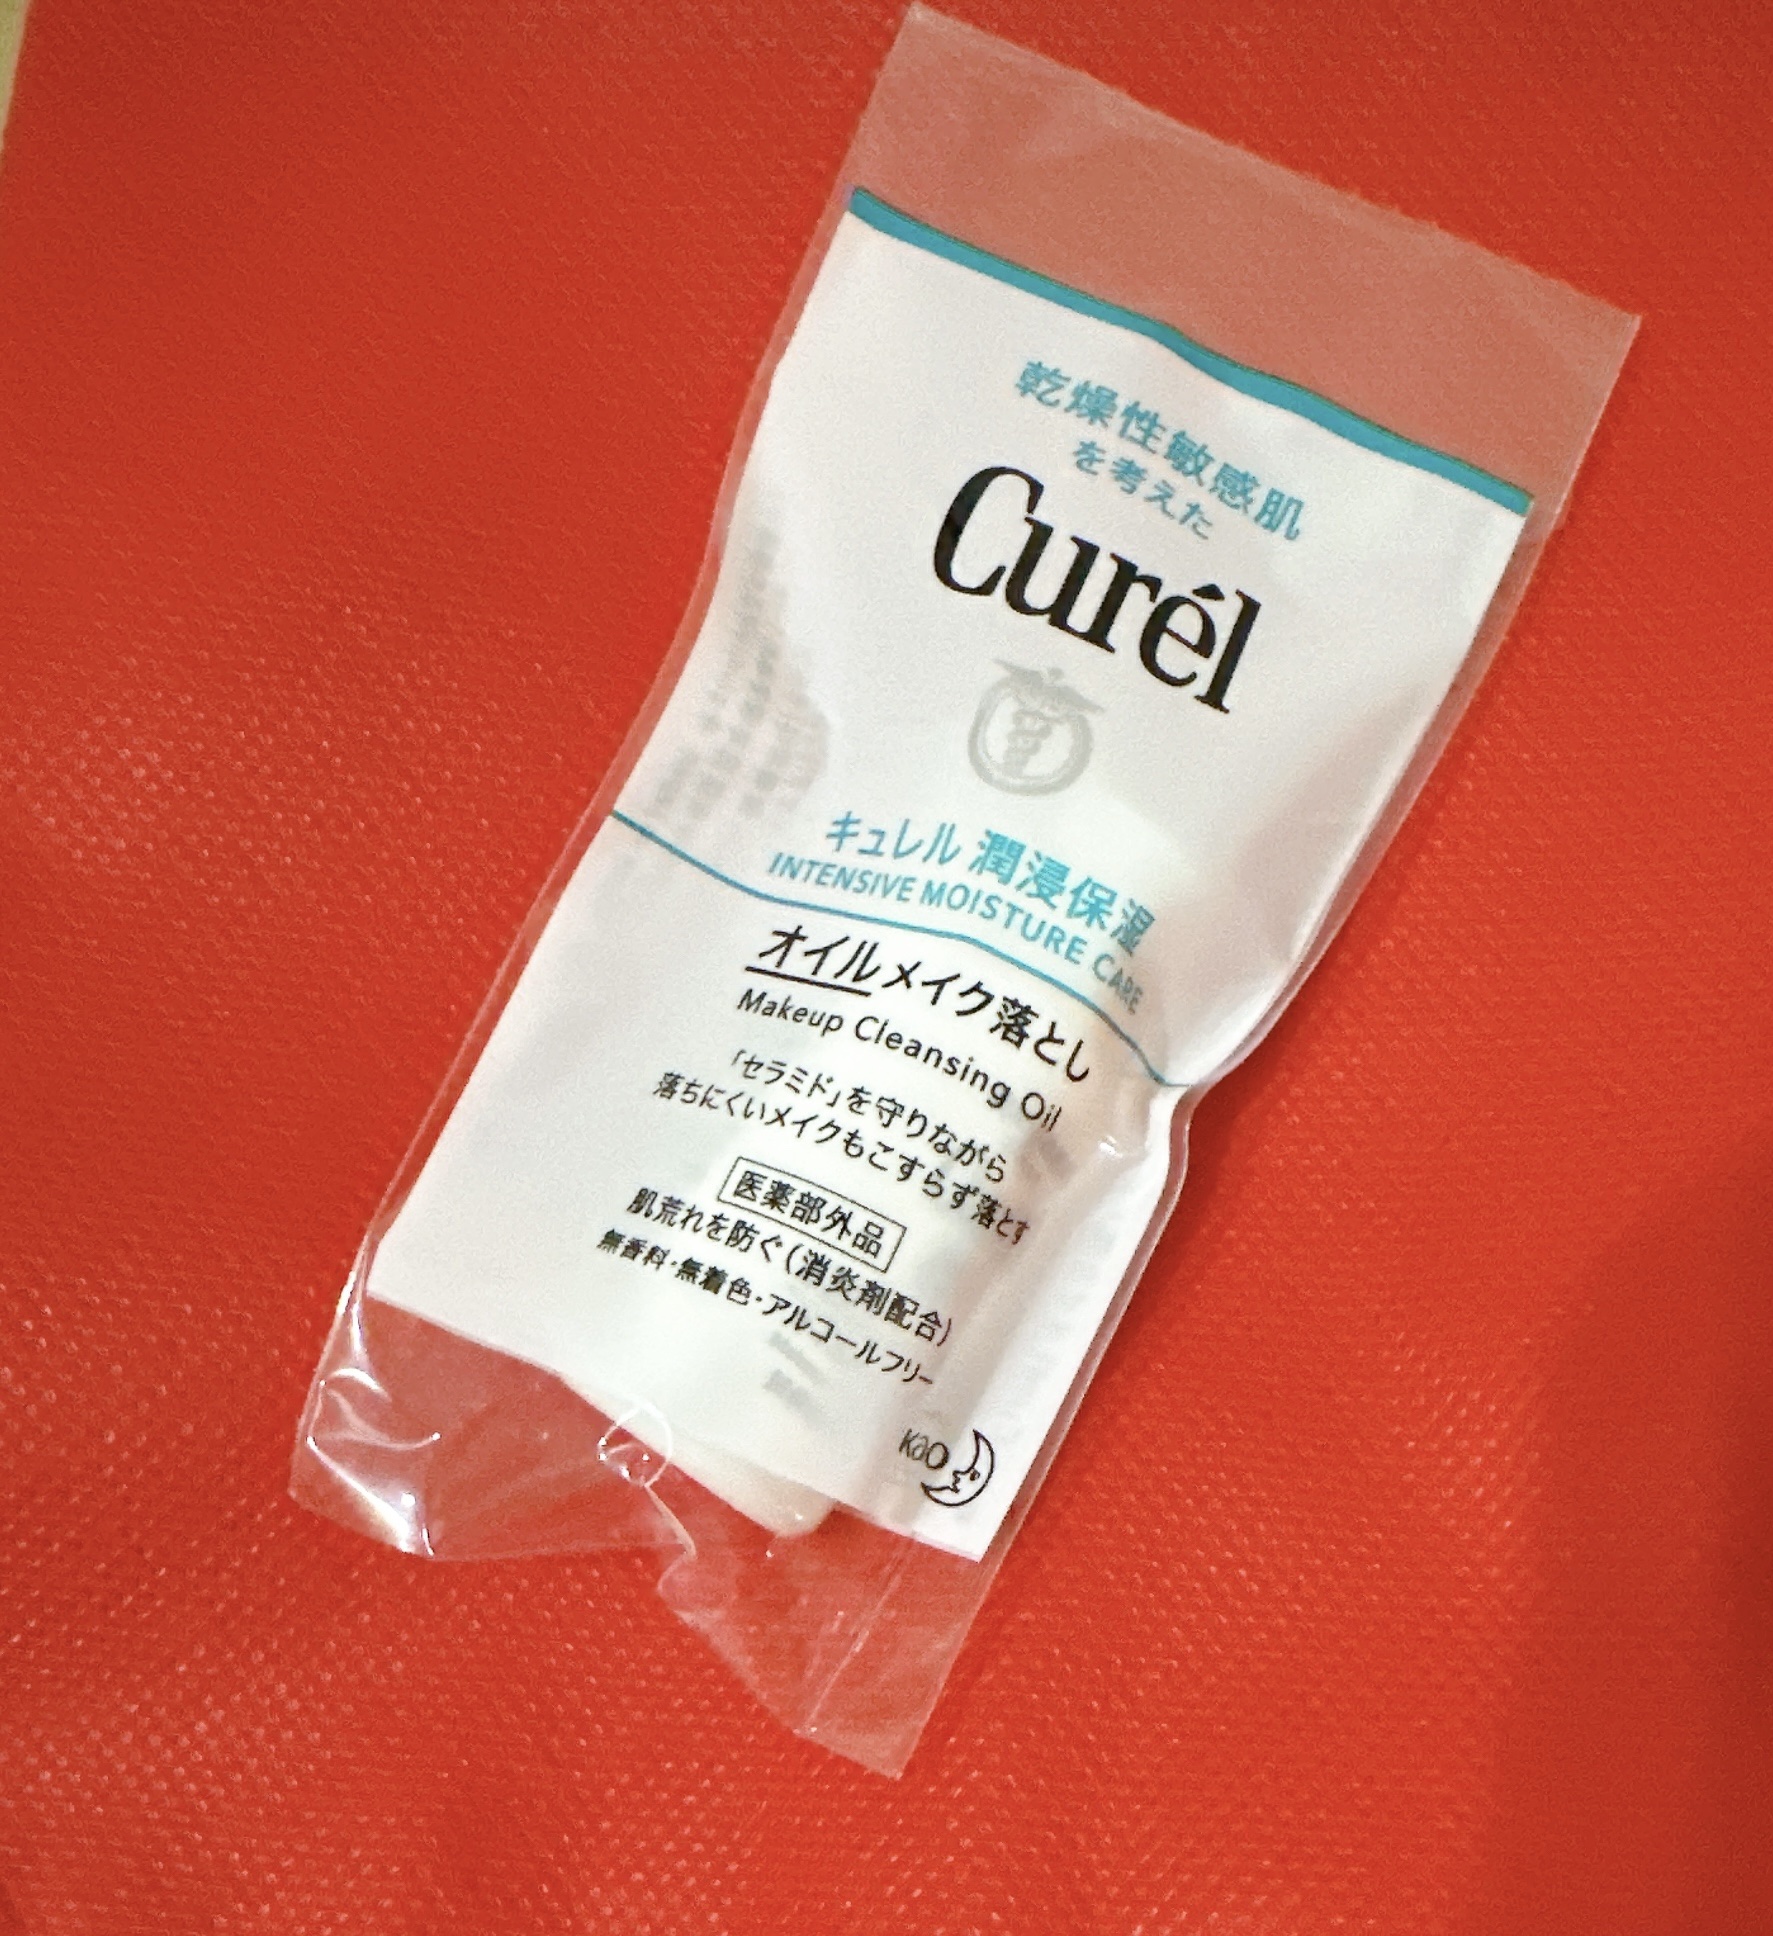 乾燥性敏感肌
を考えた
Curél
キュレル 潤浸保湿
INTENSIVE MOISTURE CARE
オイルメイク落とし
Makeup Cleansing Oil
「セラミド」を守りながら
落ちにくいメイクもこすらず落とす
医薬部外品
肌荒れを防ぐ(消炎剤配合)
無香料・無着色・アルコールフリー
Kao